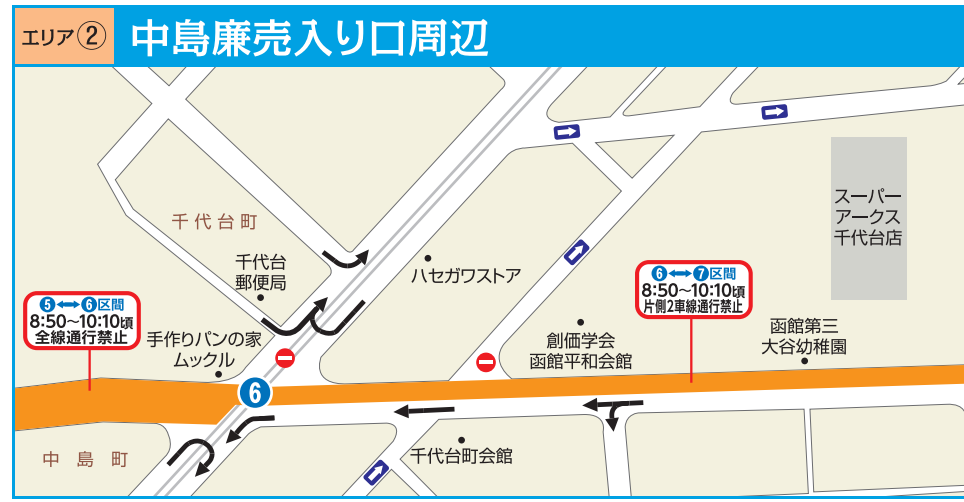 エリア②
中島廉売入り口周辺
スーパー
アークス
千代台店
千代台町
千代台
郵便局
ハセガワストア
⑤⟷⑥区間
8:50～10:10頃
全線通行禁止
⑥⟷⑦区間
8:50～10:10頃
片側2車線通行禁止
手作りパンの家
ムックル
創価学会
函館平和会館
函館第三
大谷幼稚園
6
千代台町会館
中島町